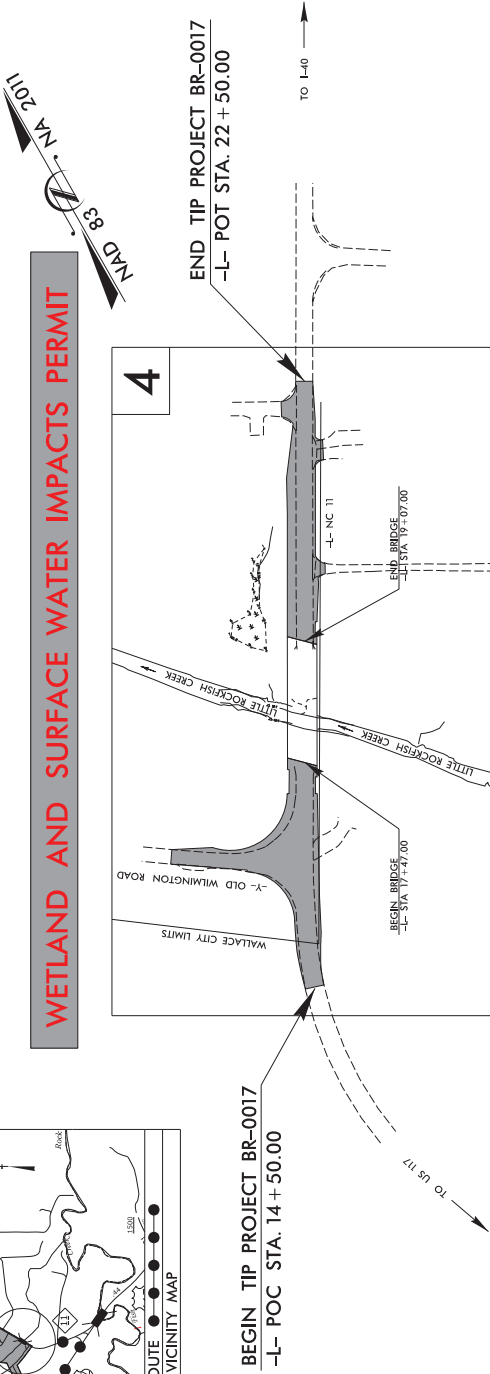 WETLAND AND SURFACE WATER IMPACTS PERMIT
NAD 83
NA 2011
4
END TIP PROJECT BR-0017
-L- POT STA. 22+50.00
TO I-40
-L- NC 11
END BRIDGE
-L- STA 19+07.00
LITTLE ROCKFISH CREEK
LITTLE ROCKFISH CREEK
BEGIN BRIDGE
-L- STA 17+47.00
-Y- OLD WILMINGTON ROAD
WALLACE CITY LIMITS
BEGIN TIP PROJECT BR-0017
-L- POC STA. 14+50.00
TO US 117
Rock
Creek
1500
11
44
OUTE
VICINITY MAP